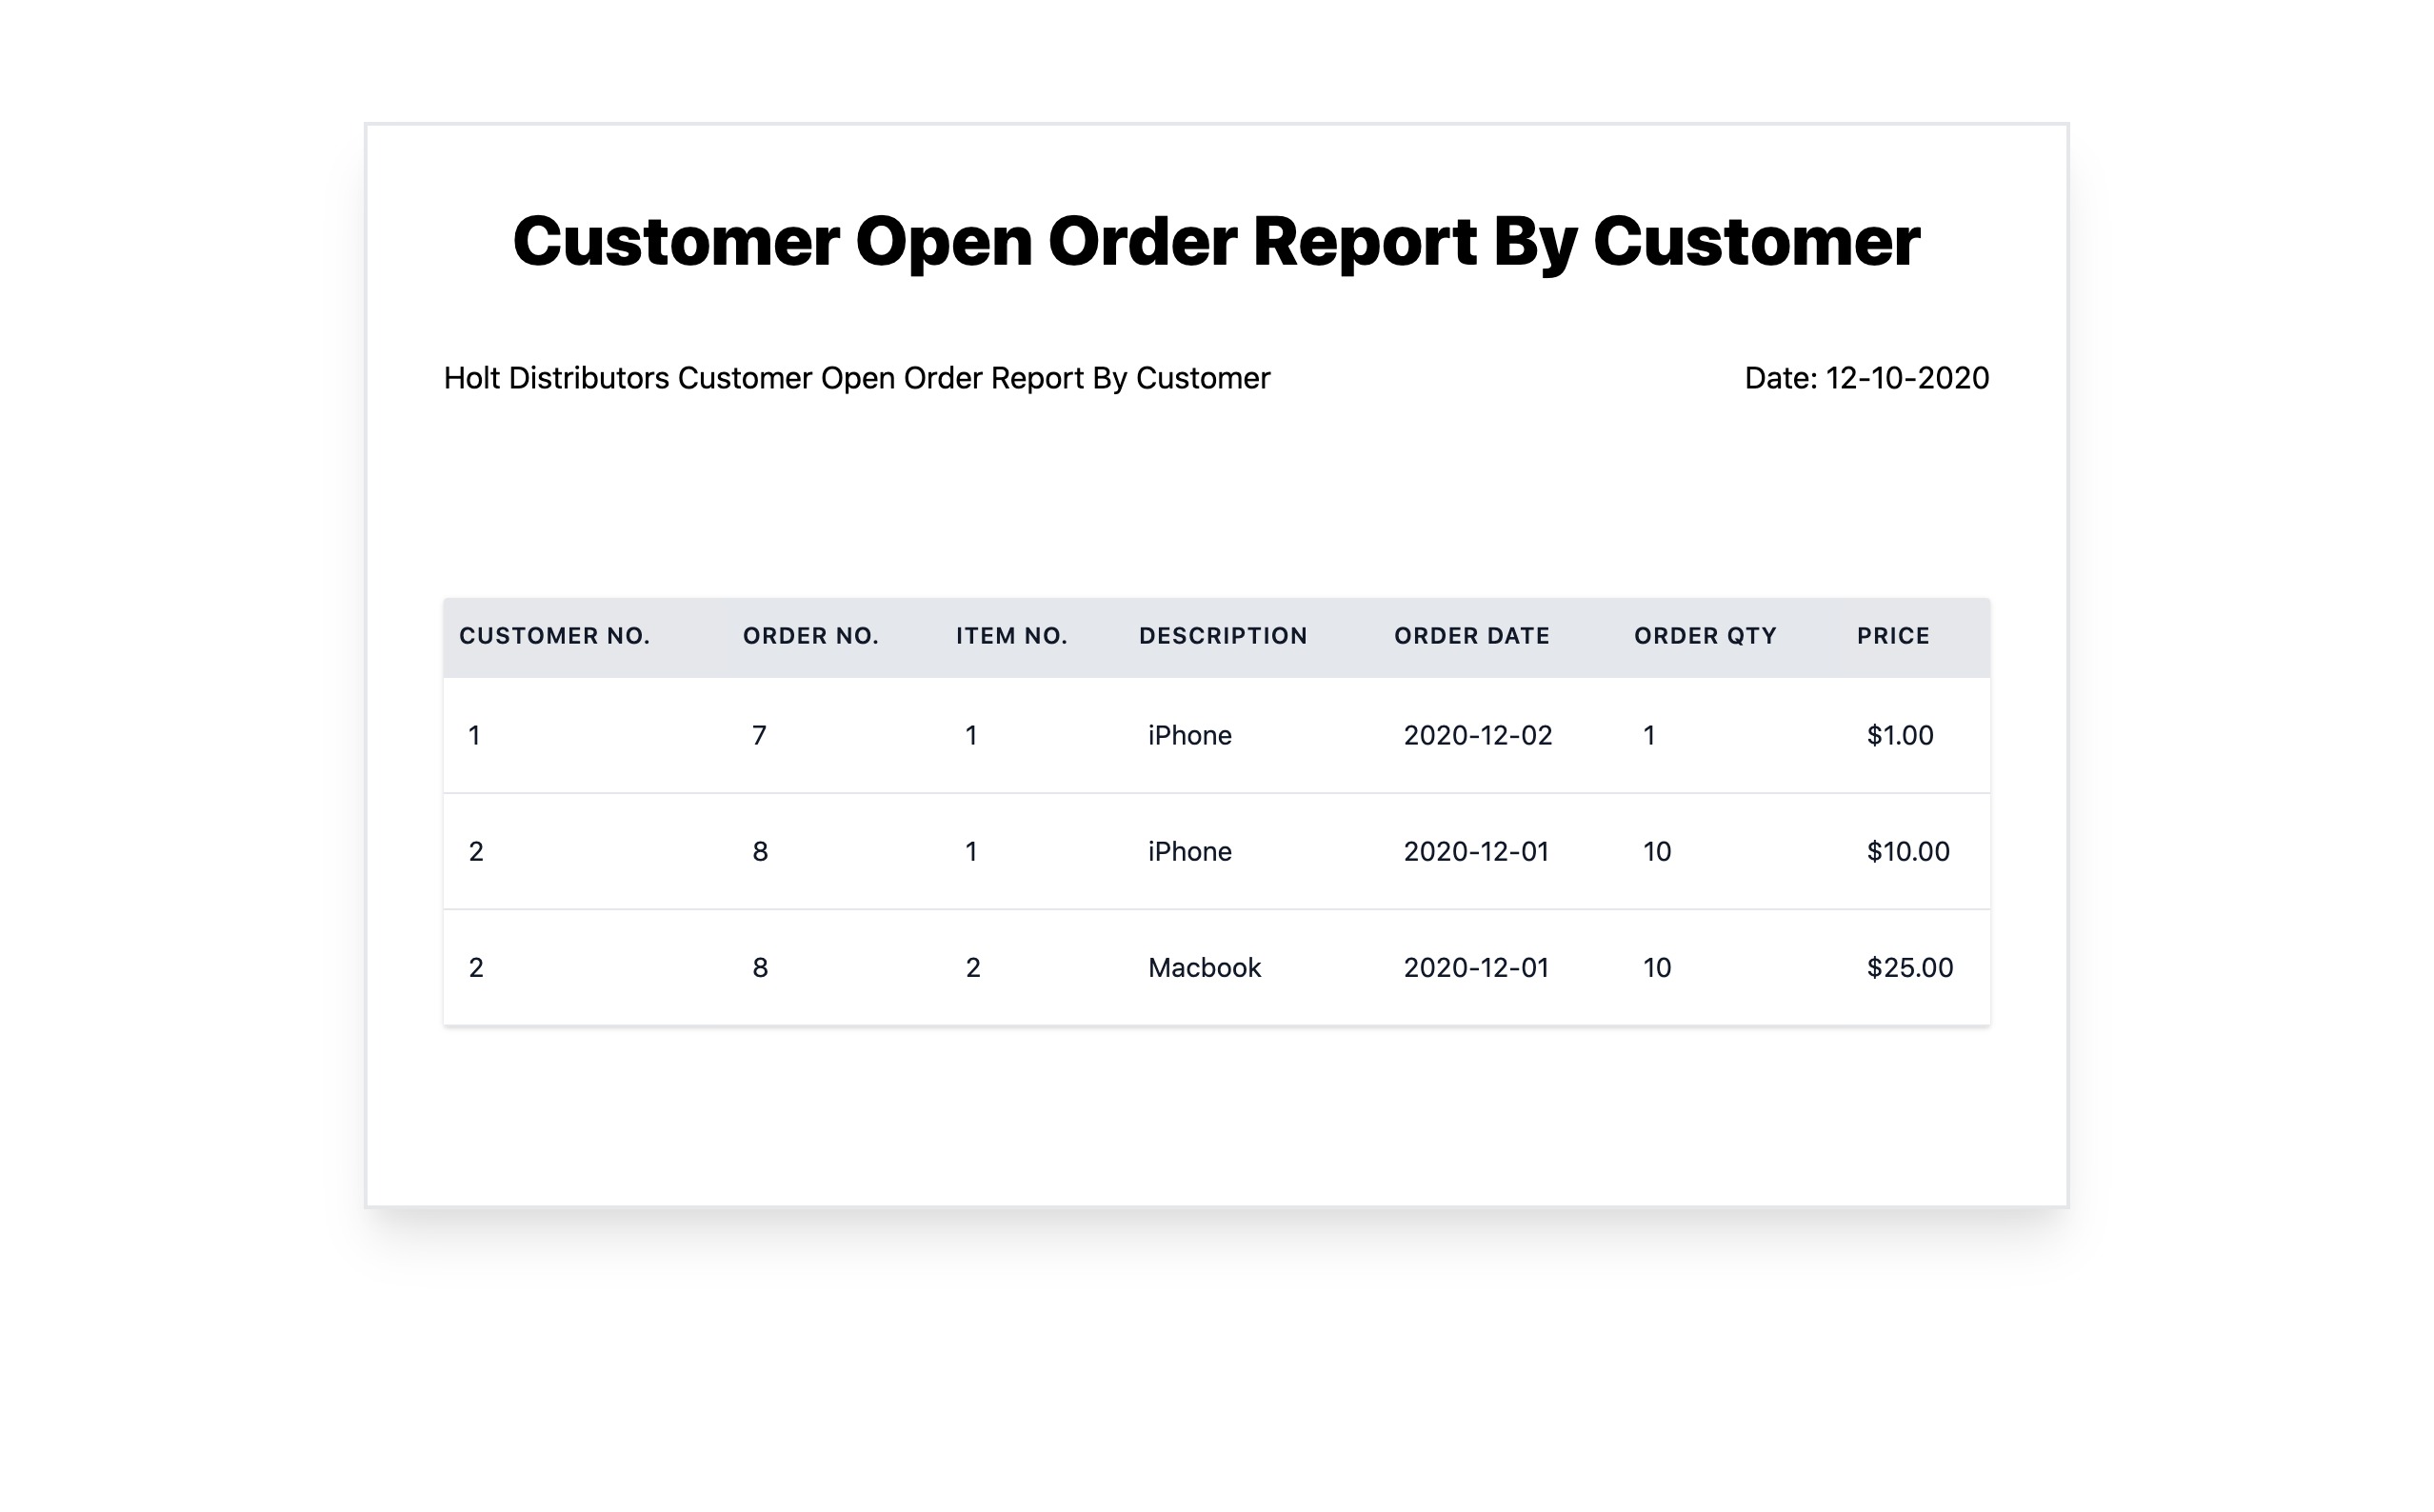 Customer Open Order Report By Customer
Holt Distributors Customer Open Order Report By Customer Date: 12-10-2020
CUSTOMER NO. ORDER NO. ITEM NO. DESCRIPTION ORDER DATE ORDER QTY PRICE
1 7 1 iPhone 2020-12-02 1 $1.00
2 8 1 iPhone 2020-12-01 10 $10.00
2 8 2 Macbook 2020-12-01 10 $25.00